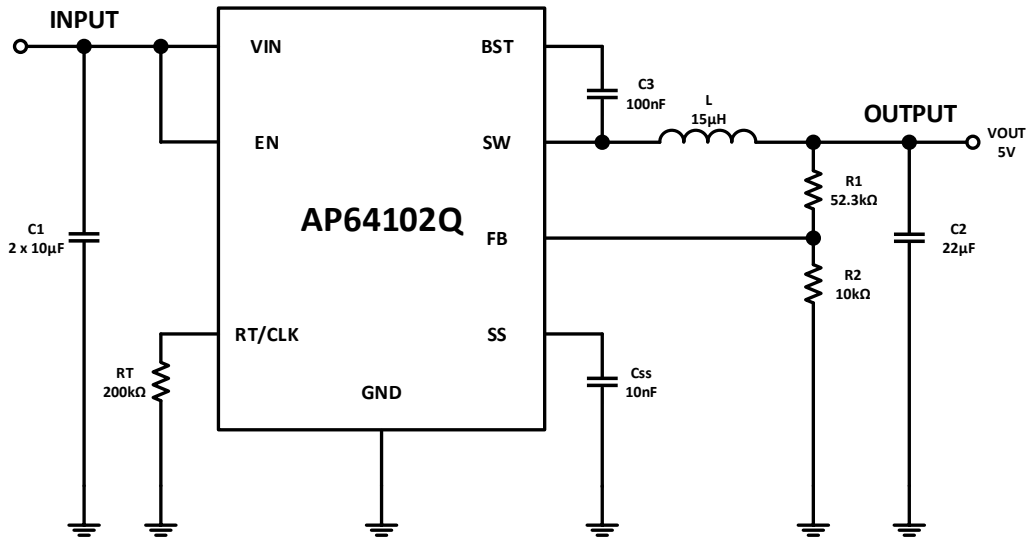 INPUT
VIN
BST
C3
100nF
L
15µH
OUTPUT
VOUT
5V
EN
SW
R1
52.3kΩ
AP64102Q
C1
2 x 10µF
FB
C2
22µF
R2
10kΩ
RT/CLK
SS
RT
200kΩ
GND
Css
10nF